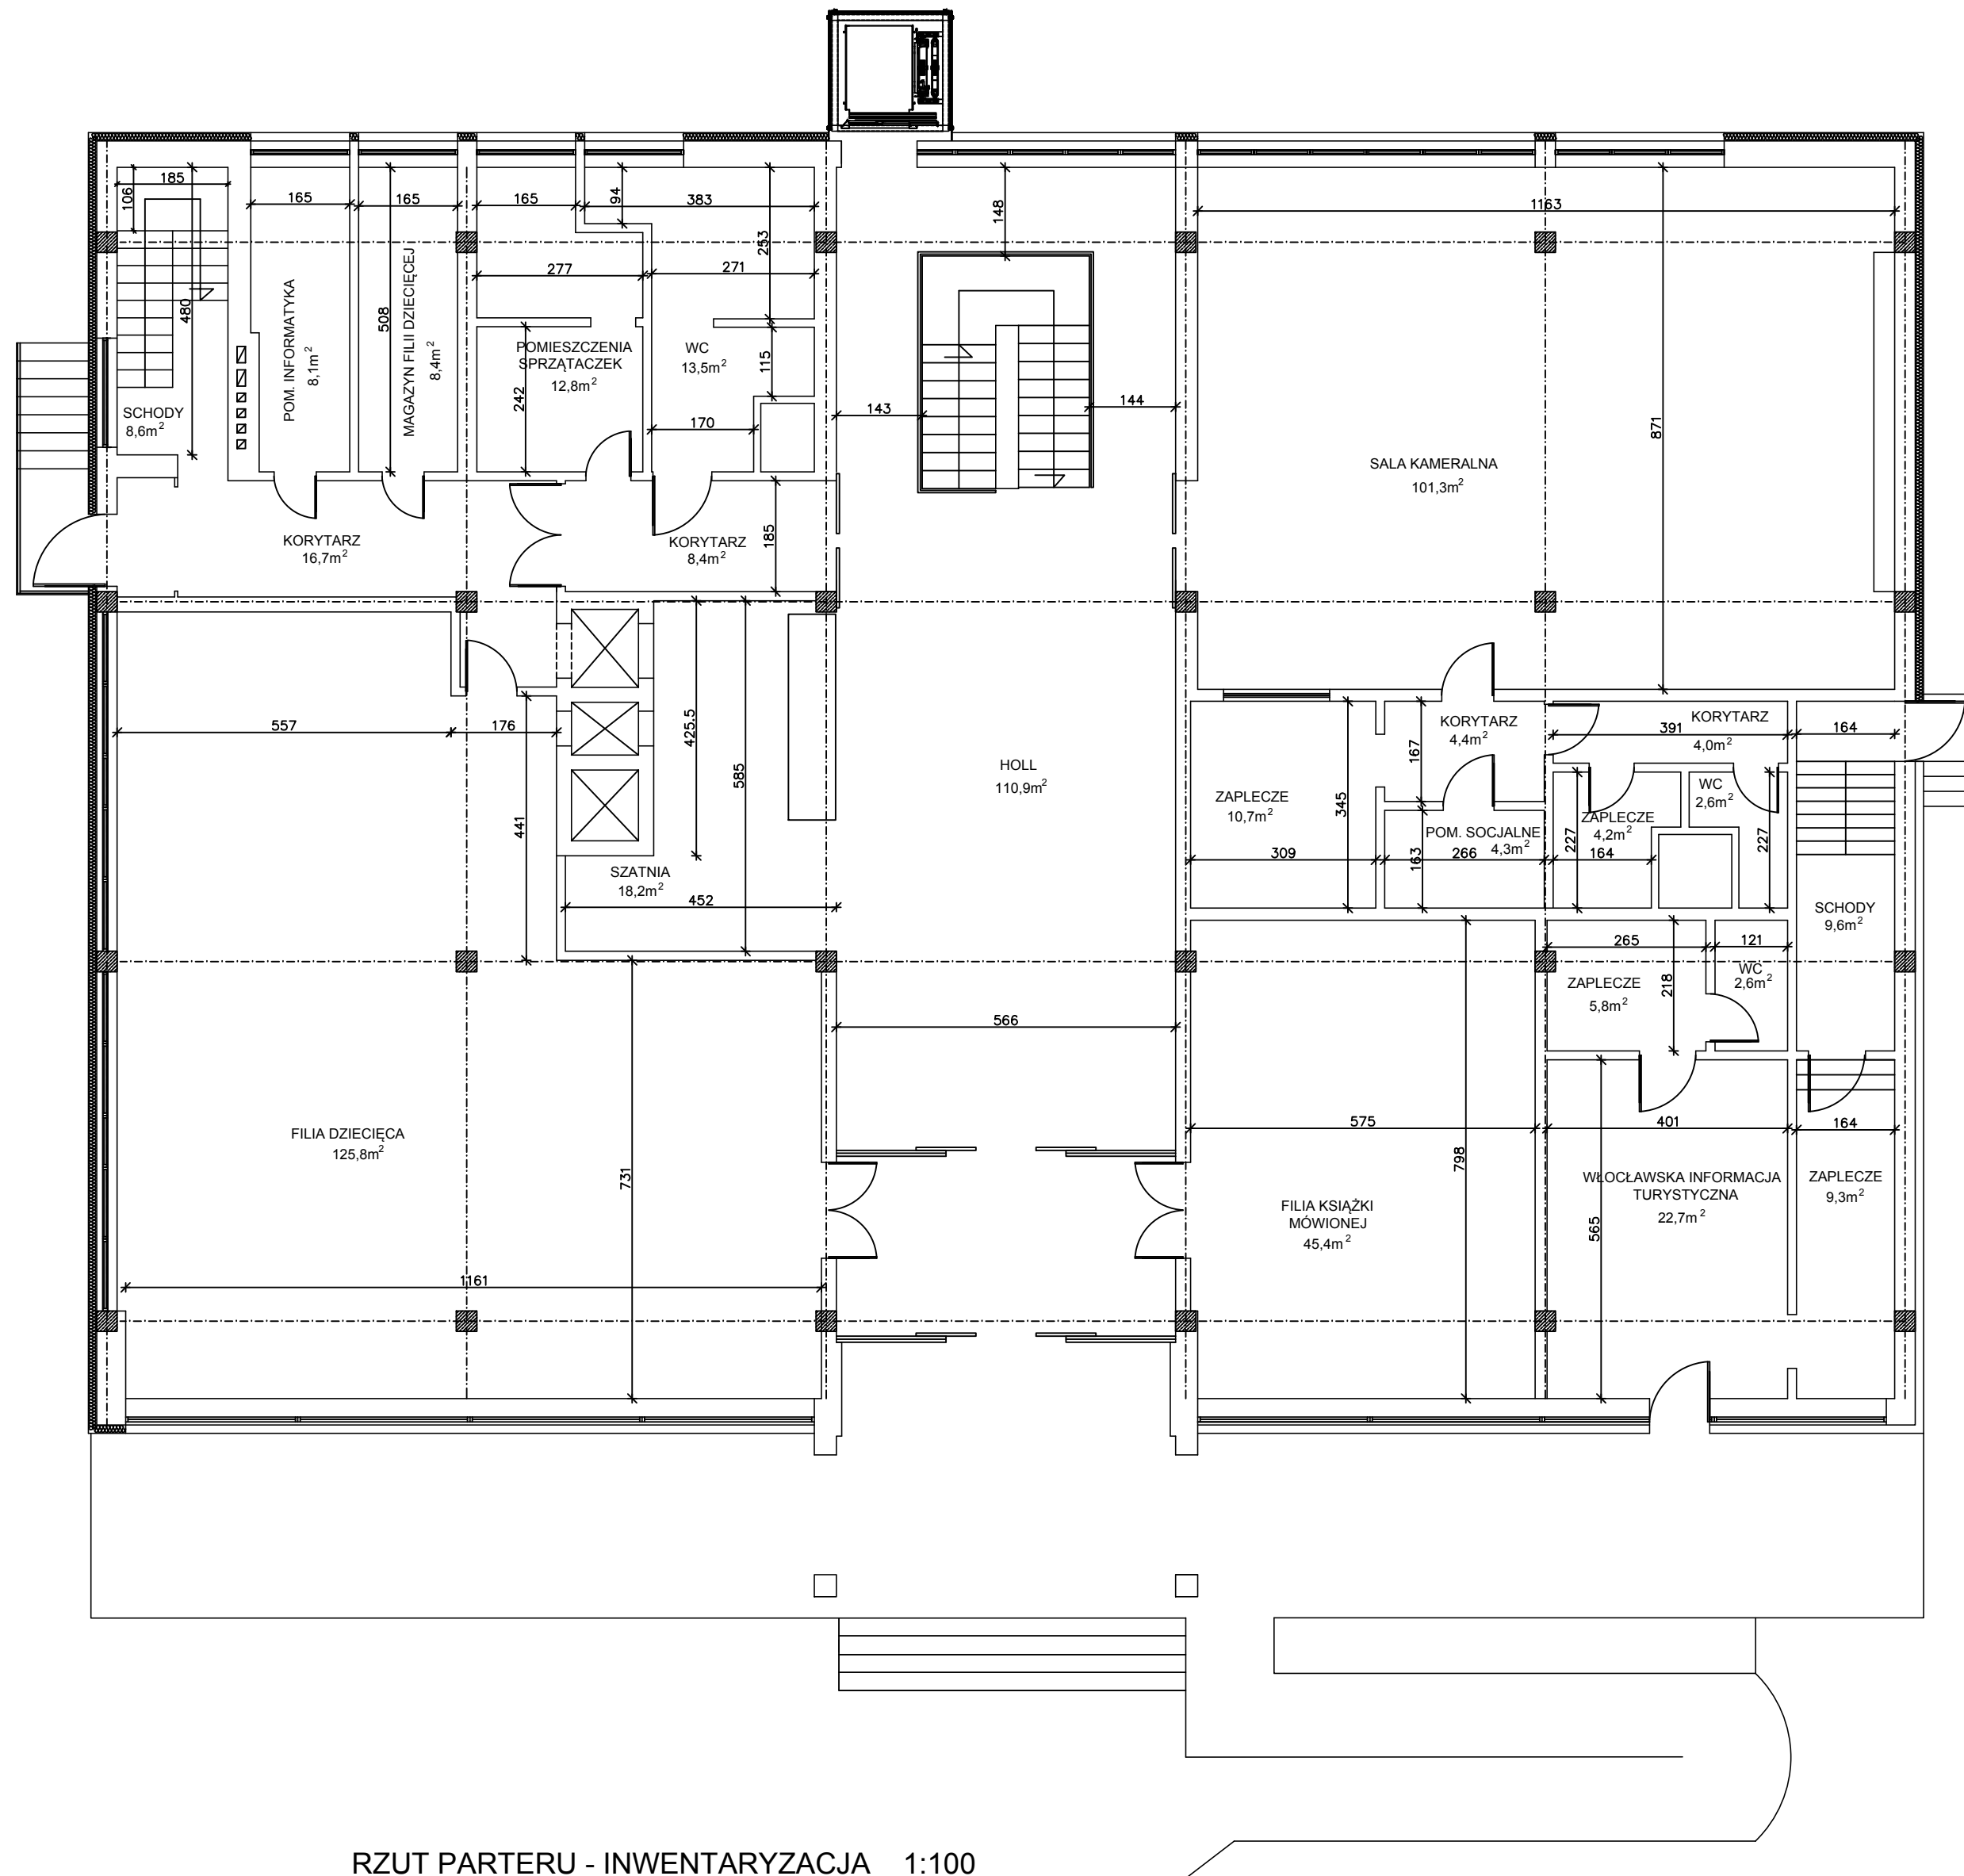 185
106
165
165
165
94
383
253
148
1163
277
271
480
508
POM. INFORMATYKA
8,1m²
MAGAZYN FILII DZIECIĘCEJ
8,4m²
POMIESZCZENIA
SPRZĄTACZEK
12,8m²
242
WC
13,5m²
115
170
143
144
871
SCHODY
8,6m²
SALA KAMERALNA
101,3m²
KORYTARZ
16,7m²
KORYTARZ
8,4m²
185
557
176
425.5
585
441
HOLL
110,9m²
SZATNIA
18,2m²
452
KORYTARZ
4,4m²
167
KORYTARZ
391
4,0m²
164
ZAPLECZE
10,7m²
345
309
POM. SOCJALNE
4,3m²
163
266
ZAPLECZE
4,2m²
227
164
WC
2,6m²
227
SCHODY
9,6m²
265
121
ZAPLECZE
5,8m²
218
WC
2,6m²
566
FILIA DZIECIĘCA
125,8m²
731
1161
575
798
FILIA KSIĄŻKI
MÓWIONEJ
45,4m²
401
565
WŁOCŁAWSKA INFORMACJA
TURYSTYCZNA
22,7m²
164
ZAPLECZE
9,3m²
RZUT PARTERU - INWENTARYZACJA 1:100